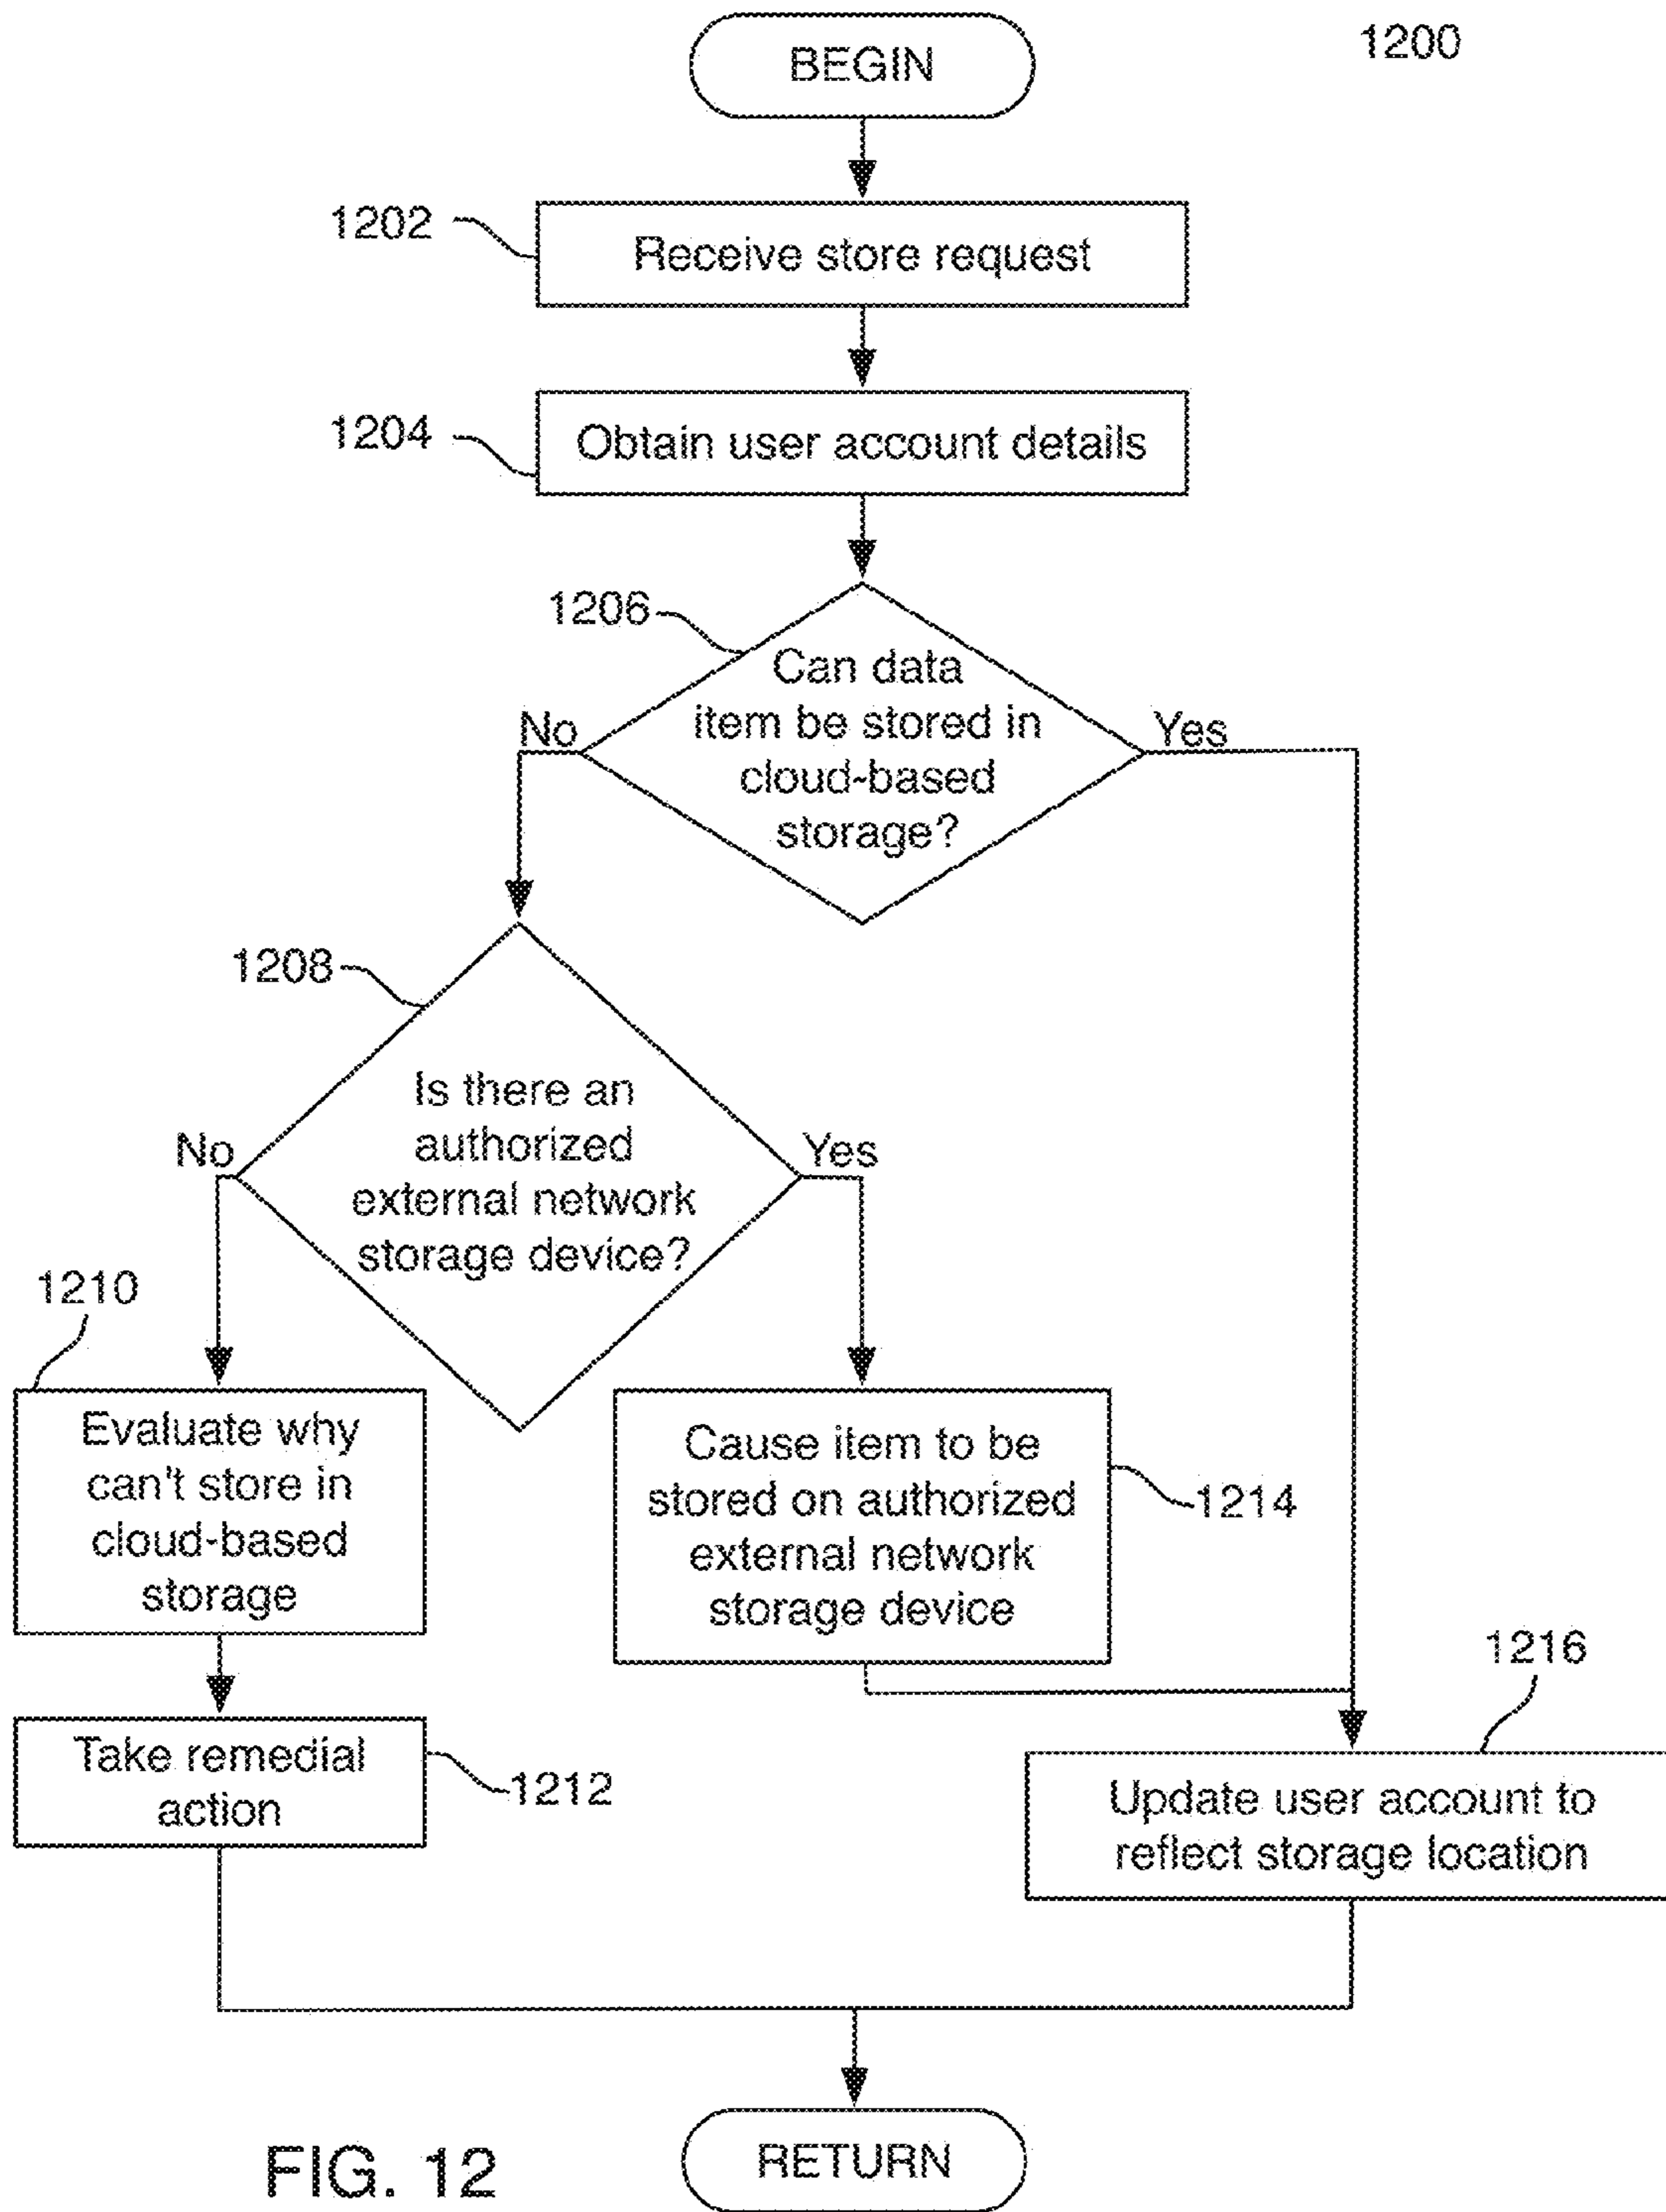 1200
BEGIN
1202
Receive store request
1204
Obtain user account details
1206
Can data
item be stored in
cloud-based
storage?
No
Yes
1208
Is there an
authorized
external network
storage device?
No
Yes
1210
Evaluate why
can't store in
cloud-based
storage
Cause item to be
stored on authorized
external network
storage device
1214
Take remedial
action
1212
1216
Update user account to
reflect storage location
RETURN
FIG. 12